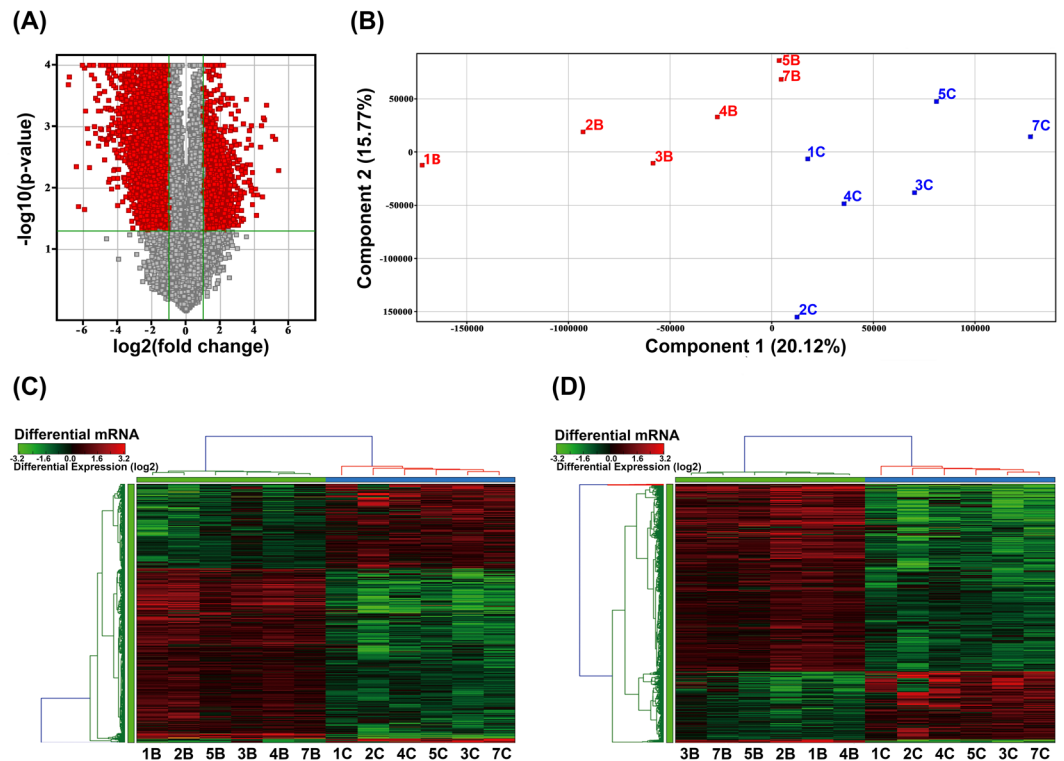 (A)
4
3
2
1
-log10(p-value)
-6 -4 -2 0 2 4 6
log2(fold change)
(B)
50000
0
-50000
-100000
150000
Component 2 (15.77%)
1B
2B
3B
4B
5B
7B
1C
2C
3C
4C
5C
7C
-150000 -1000000 -50000 0 50000 100000
Component 1 (20.12%)
(C)
Differential mRNA
-3.2 -1.6 0.0 1.6 3.2
Differential Expression (log2)
1B 2B 5B 3B 4B 7B 1C 2C 4C 5C 3C 7C
(D)
Differential mRNA
-3.2 -1.6 0.0 1.6 3.2
Differential Expression (log2)
3B 7B 5B 2B 1B 4B 1C 2C 4C 5C 3C 7C